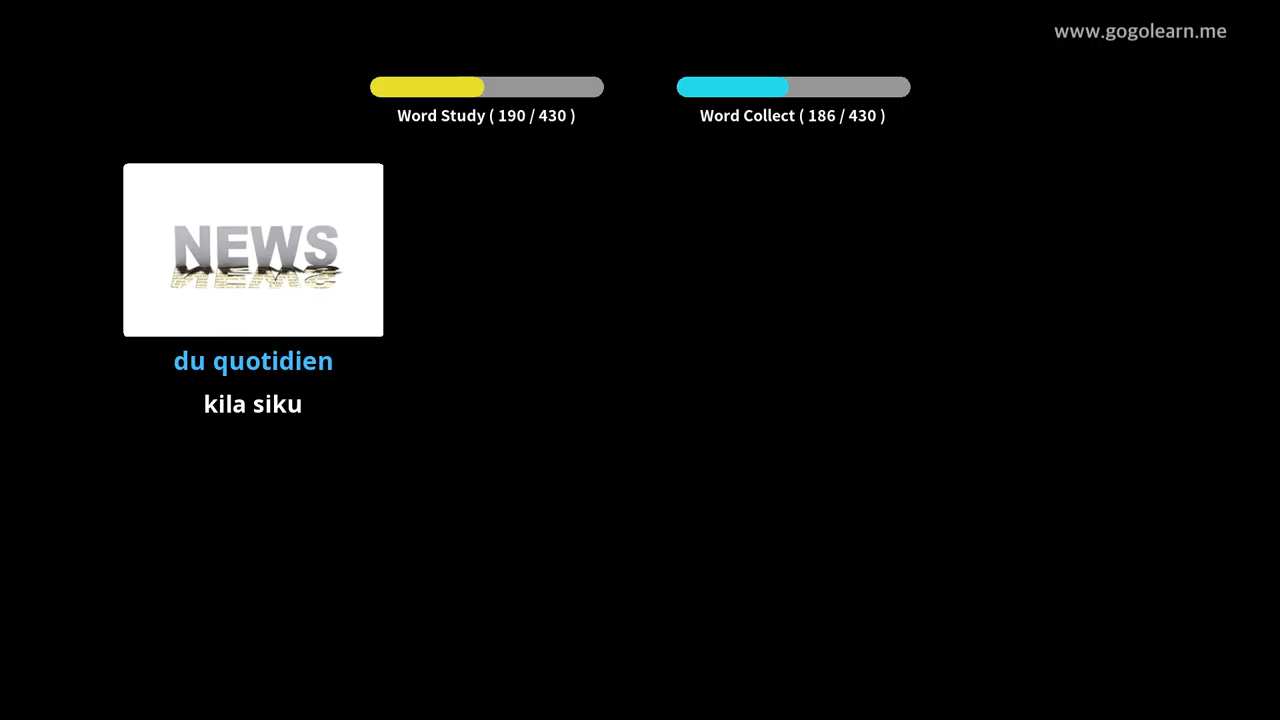 www.gogolearn.me
Word Study ( 190 / 430 )
Word Collect ( 186 / 430 )
NEWS
du quotidien
kila siku